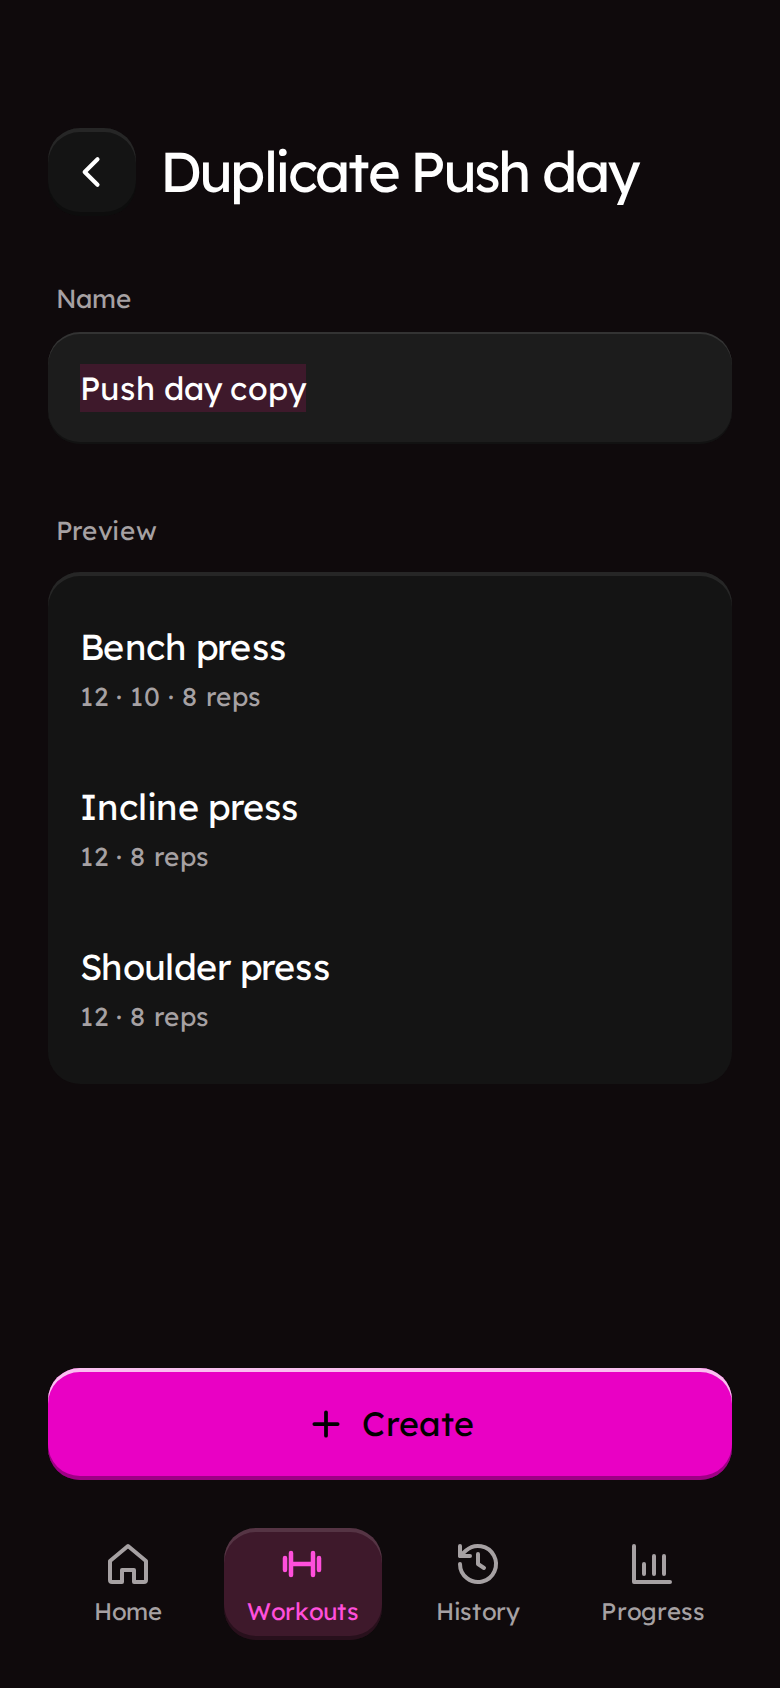 Duplicate Push day
Name
Push day copy
Preview
Bench press
12 · 10 · 8 reps
Incline press
12 · 8 reps
Shoulder press
12 · 8 reps
Create
Home
Workouts
History
Progress